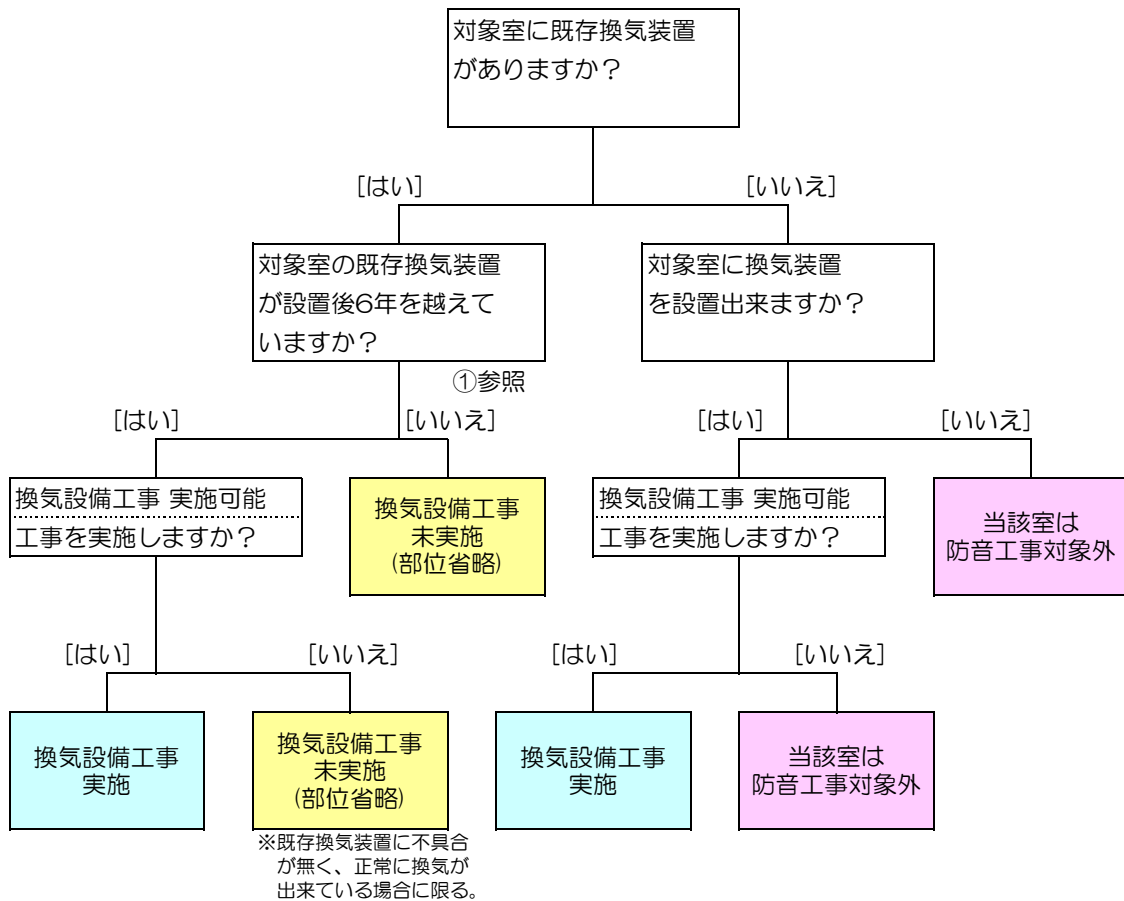 対象室に既存換気装置
がありますか？
[はい]
[いいえ]
対象室の既存換気装置
が設置後6年を越えて
いますか？
対象室に換気装置
を設置出来ますか？
①参照
[はい]
[いいえ]
[はい]
[いいえ]
換気設備工事 実施可能
工事を実施しますか？
換気設備工事
未実施
(部位省略)
換気設備工事 実施可能
工事を実施しますか？
当該室は
防音工事対象外
[はい]
[いいえ]
[はい]
[いいえ]
換気設備工事
実施
換気設備工事
未実施
(部位省略)
換気設備工事
実施
当該室は
防音工事対象外
※既存換気装置に不具合
が無く、正常に換気が
出来ている場合に限る。